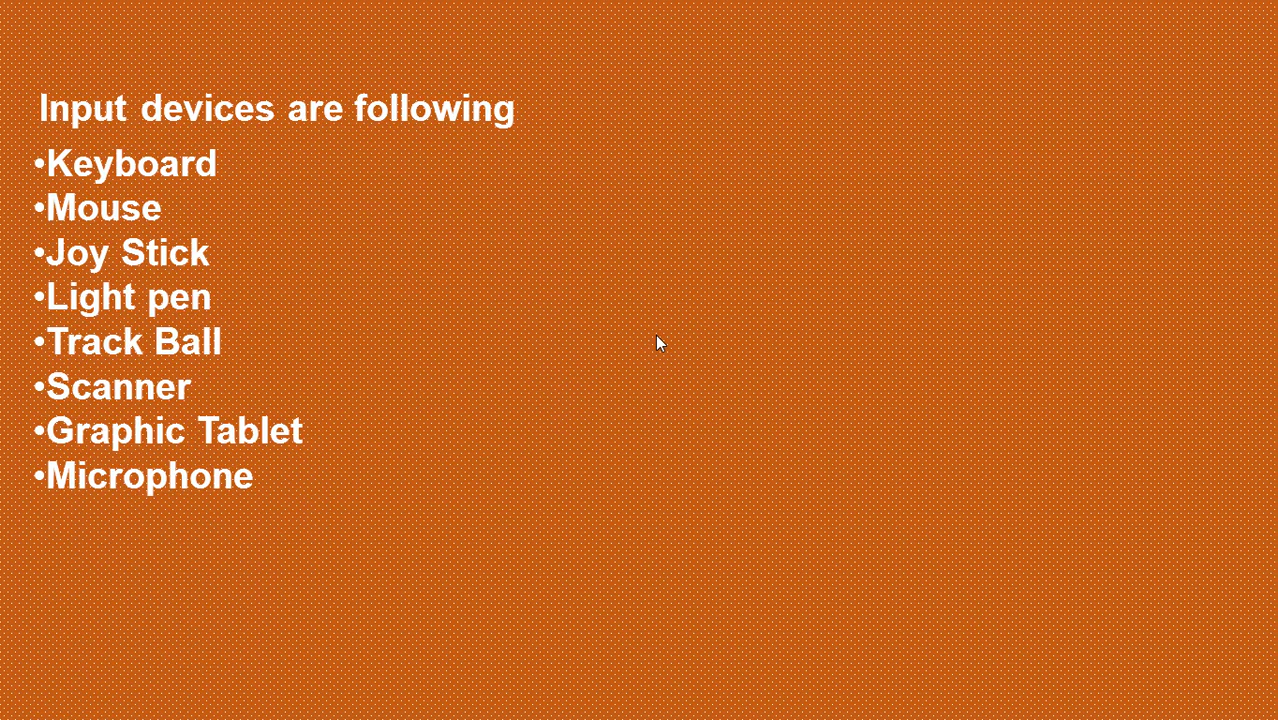 Input devices are following
•Keyboard
•Mouse
•Joy Stick
•Light pen
•Track Ball
•Scanner
•Graphic Tablet
•Microphone